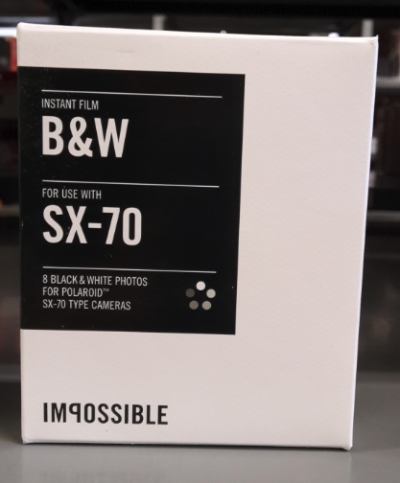 INSTANT FILM
B&W
FOR USE WITH
SX-70
8 BLACK & WHITE PHOTOS
FOR POLAROID™
SX-70 TYPE CAMERAS
IMPOSSIBLE